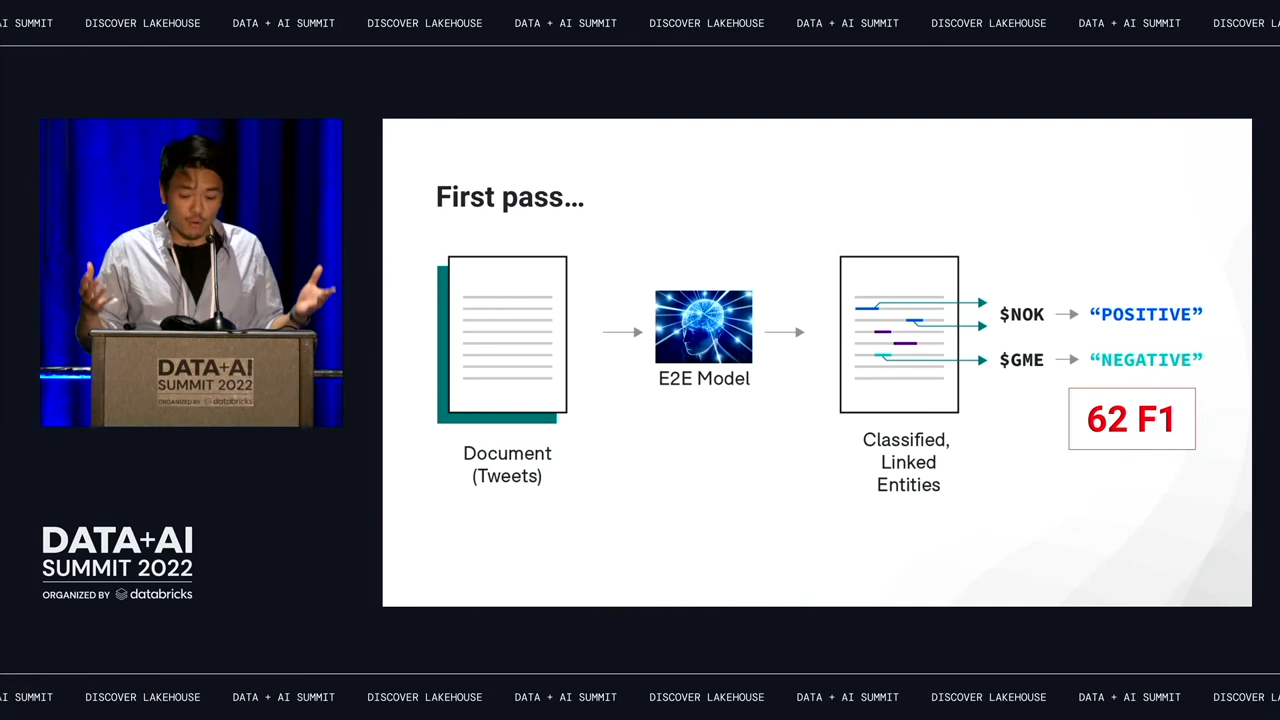 AI SUMMIT DISCOVER LAKEHOUSE DATA + AI SUMMIT DISCOVER LAKEHOUSE DATA + AI SUMMIT DISCOVER LAKEHOUSE DATA + AI SUMMIT DISCOVER LAKEHOUSE DATA + AI SUMMIT DISCOVER
First pass…
$NOK
“POSITIVE”
$GME
“NEGATIVE”
E2E Model
62 F1
Document
(Tweets)
Classified,
Linked
Entities
DATA+AI
SUMMIT 2022
ORGANIZED BY databricks
DATA+AI
SUMMIT 2022
ORGANIZED BY databricks
AI SUMMIT DISCOVER LAKEHOUSE DATA + AI SUMMIT DISCOVER LAKEHOUSE DATA + AI SUMMIT DISCOVER LAKEHOUSE DATA + AI SUMMIT DISCOVER LAKEHOUSE DATA + AI SUMMIT DISCOVER